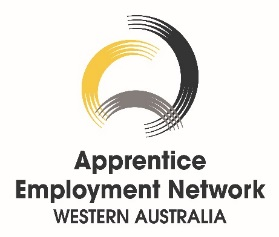 Apprentice
Employment Network
WESTERN AUSTRALIA